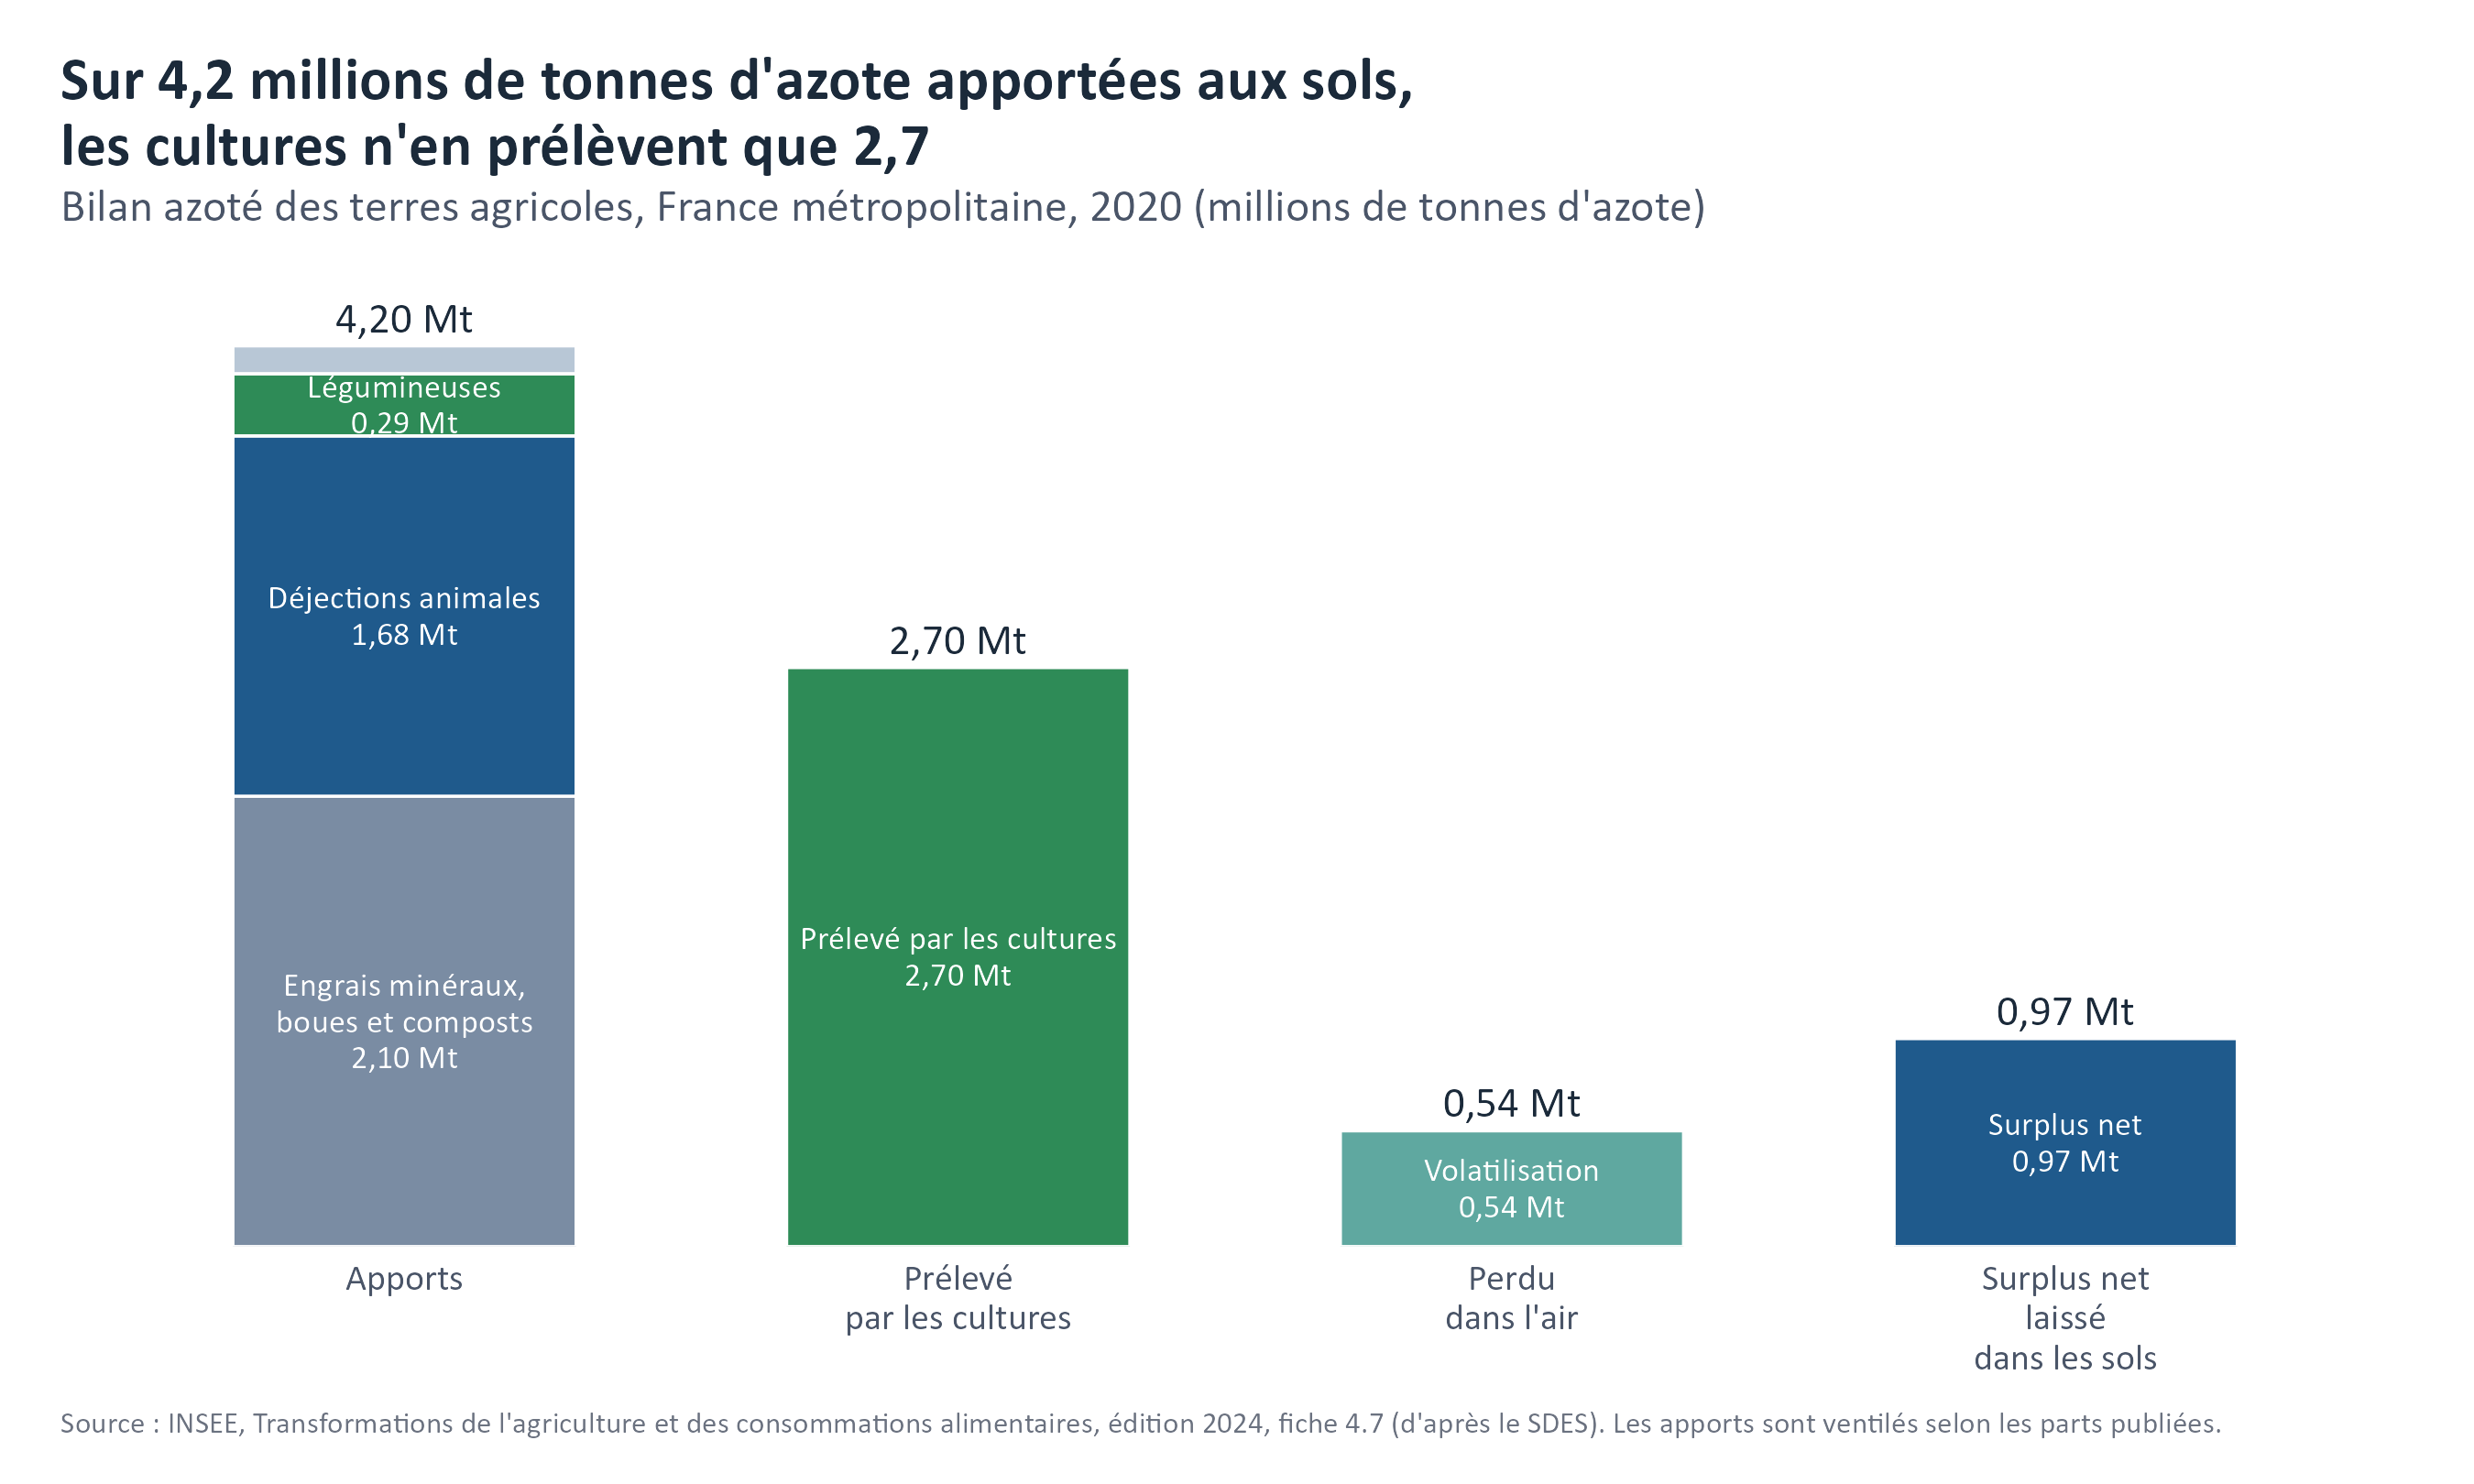 Sur 4,2 millions de tonnes d'azote apportées aux sols,
les cultures n'en prélèvent que 2,7
Bilan azoté des terres agricoles, France métropolitaine, 2020 (millions de tonnes d'azote)
4,20 Mt
Légumineuses
0,29 Mt
Déjections animales
1,68 Mt
Engrais minéraux,
boues et composts
2,10 Mt
Apports
2,70 Mt
Prélevé par les cultures
2,70 Mt
Prélevé
par les cultures
0,54 Mt
Volatilisation
0,54 Mt
Perdu
dans l'air
0,97 Mt
Surplus net
0,97 Mt
Surplus net
laissé
dans les sols
Source : INSEE, Transformations de l'agriculture et des consommations alimentaires, édition 2024, fiche 4.7 (d'après le SDES). Les apports sont ventilés selon les parts publiées.